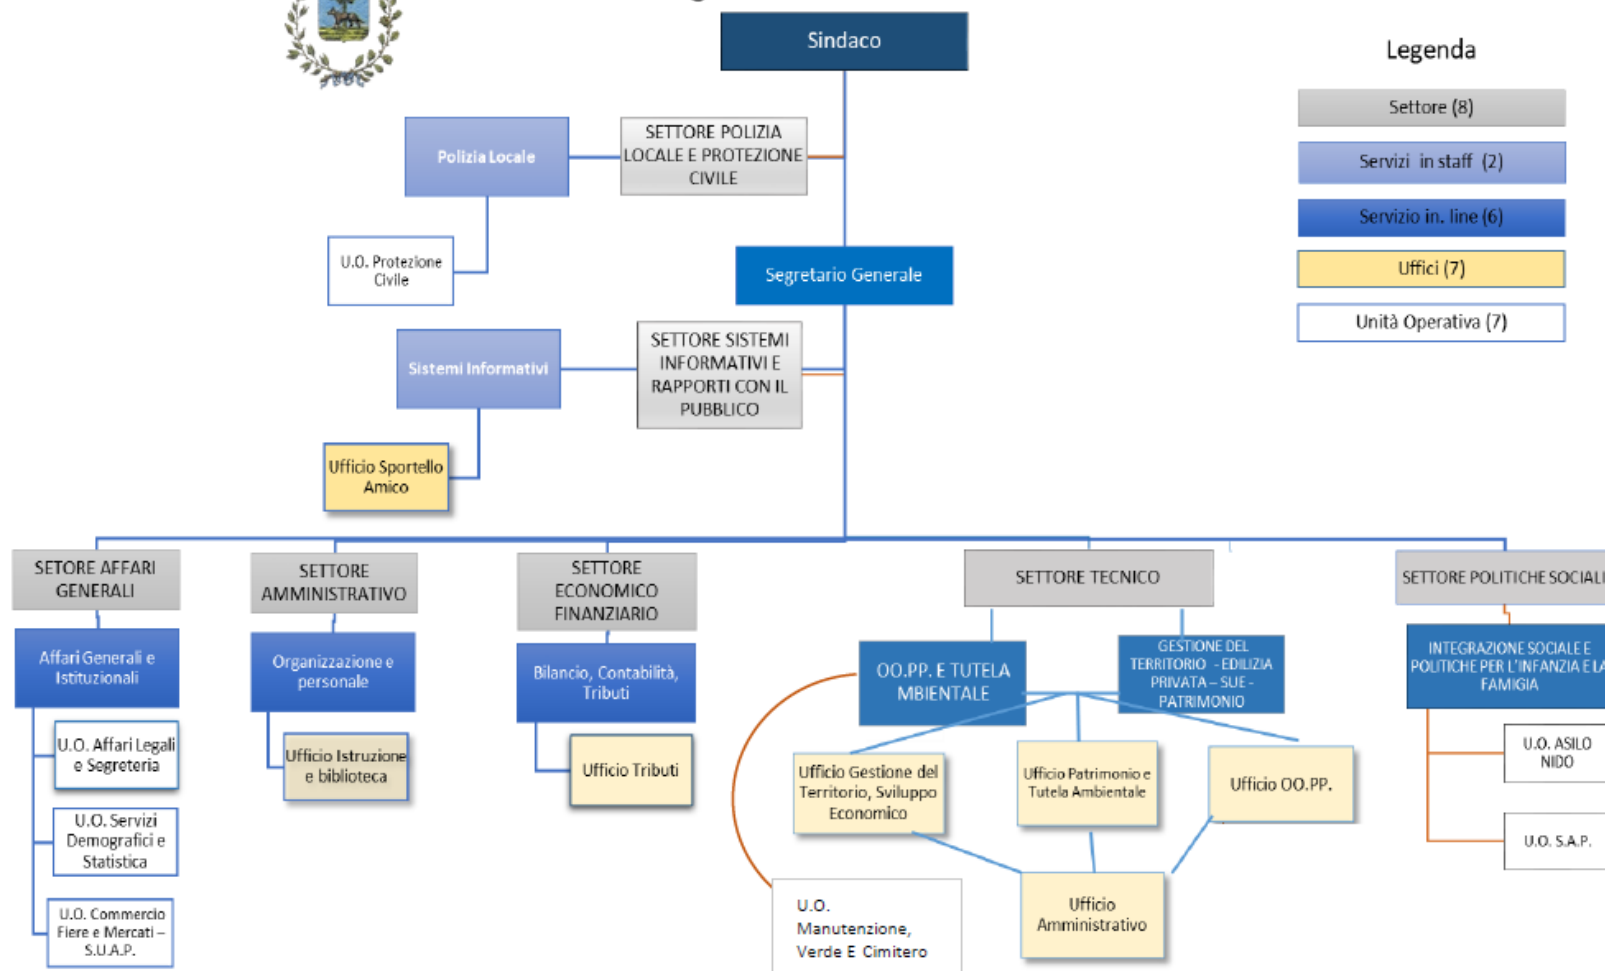 Sindaco
Legenda
Settore (8)
Servizi in staff (2)
Servizio in. line (6)
Uffici (7)
Unità Operativa (7)
Polizia Locale
SETTORE POLIZIA
LOCALE E PROTEZIONE
CIVILE
U.O. Protezione
Civile
Segretario Generale
Sistemi Informativi
SETTORE SISTEMI
INFORMATIVI E
RAPPORTI CON IL
PUBBLICO
Ufficio Sportello
Amico
SETORE AFFARI
GENERALI
SETTORE
AMMINISTRATIVO
SETTORE
ECONOMICO
FINANZIARIO
SETTORE TECNICO
SETTORE POLITICHE SOCIALI
Affari Generali e
Istituzionali
Organizzazione e
personale
Bilancio, Contabilità,
Tributi
OO.PP. E TUTELA
MBIENTALE
GESTIONE DEL
TERRITORIO - EDILIZIA
PRIVATA – SUE -
PATRIMONIO
INTEGRAZIONE SOCIALE E
POLITICHE PER L'INFANZIA E LA
FAMIGIA
U.O. Affari Legali
e Segreteria
Ufficio Istruzione
e biblioteca
Ufficio Tributi
Ufficio Gestione del
Territorio, Sviluppo
Economico
Ufficio Patrimonio e
Tutela Ambientale
Ufficio OO.PP.
U.O. ASILO
NIDO
U.O. Servizi
Demografici e
Statistica
U.O. S.A.P.
U.O. Commercio
Fiere e Mercati –
S.U.A.P.
U.O.
Manutenzione,
Verde E Cimitero
Ufficio
Amministrativo